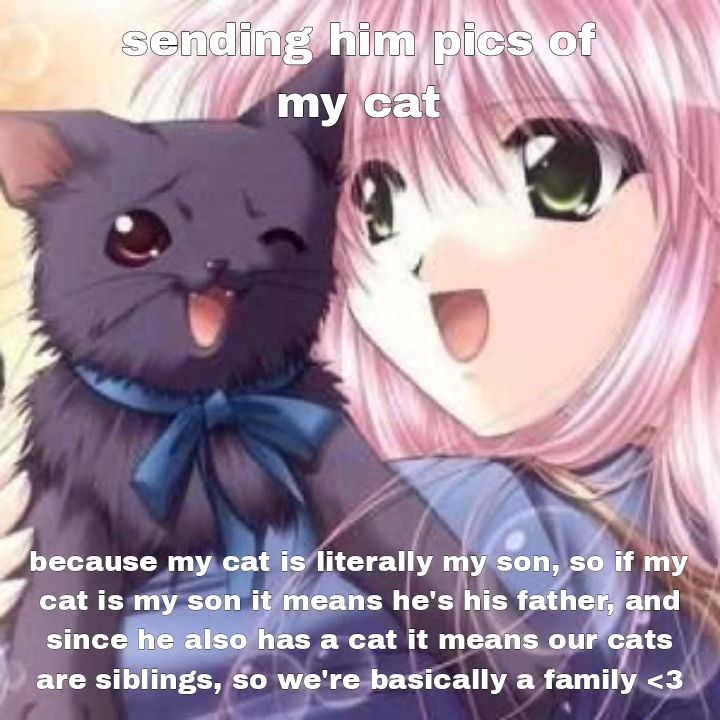 sending him pics of
my cat
because my cat is literally my son, so if my
cat is my son it means he's his father, and
since he also has a cat it means our cats
are siblings, so we're basically a family <3